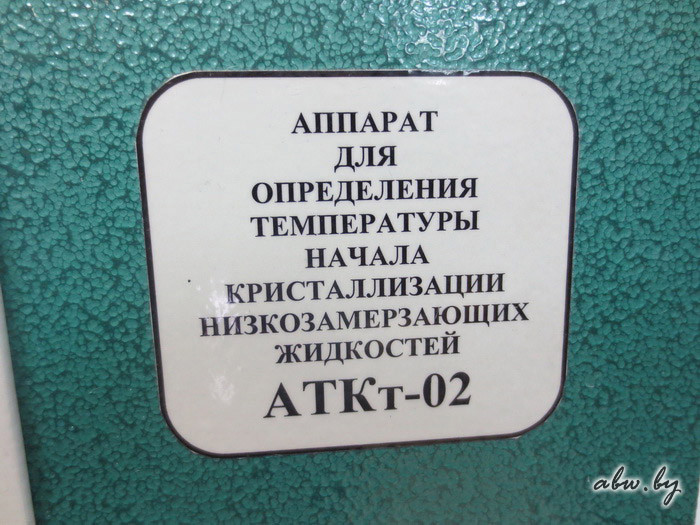 АППАРАТ
ДЛЯ
ОПРЕДЕЛЕНИЯ
ТЕМПЕРАТУРЫ
НАЧАЛА
КРИСТАЛЛИЗАЦИИ
НИЗКОЗАМЕРЗАЮЩИХ
ЖИДКОСТЕЙ
АТКт-02
abw.by